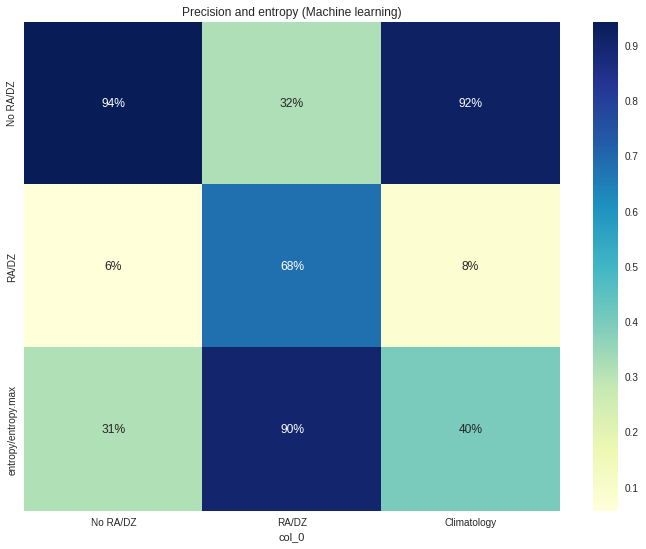 Precision and entropy (Machine learning)
No RA/DZ
94%
32%
92%
RA/DZ
6%
68%
8%
entropy/entropy.max
31%
90%
40%
No RA/DZ
RA/DZ
Climatology
col_0
0.9
0.8
0.7
0.6
0.5
0.4
0.3
0.2
0.1